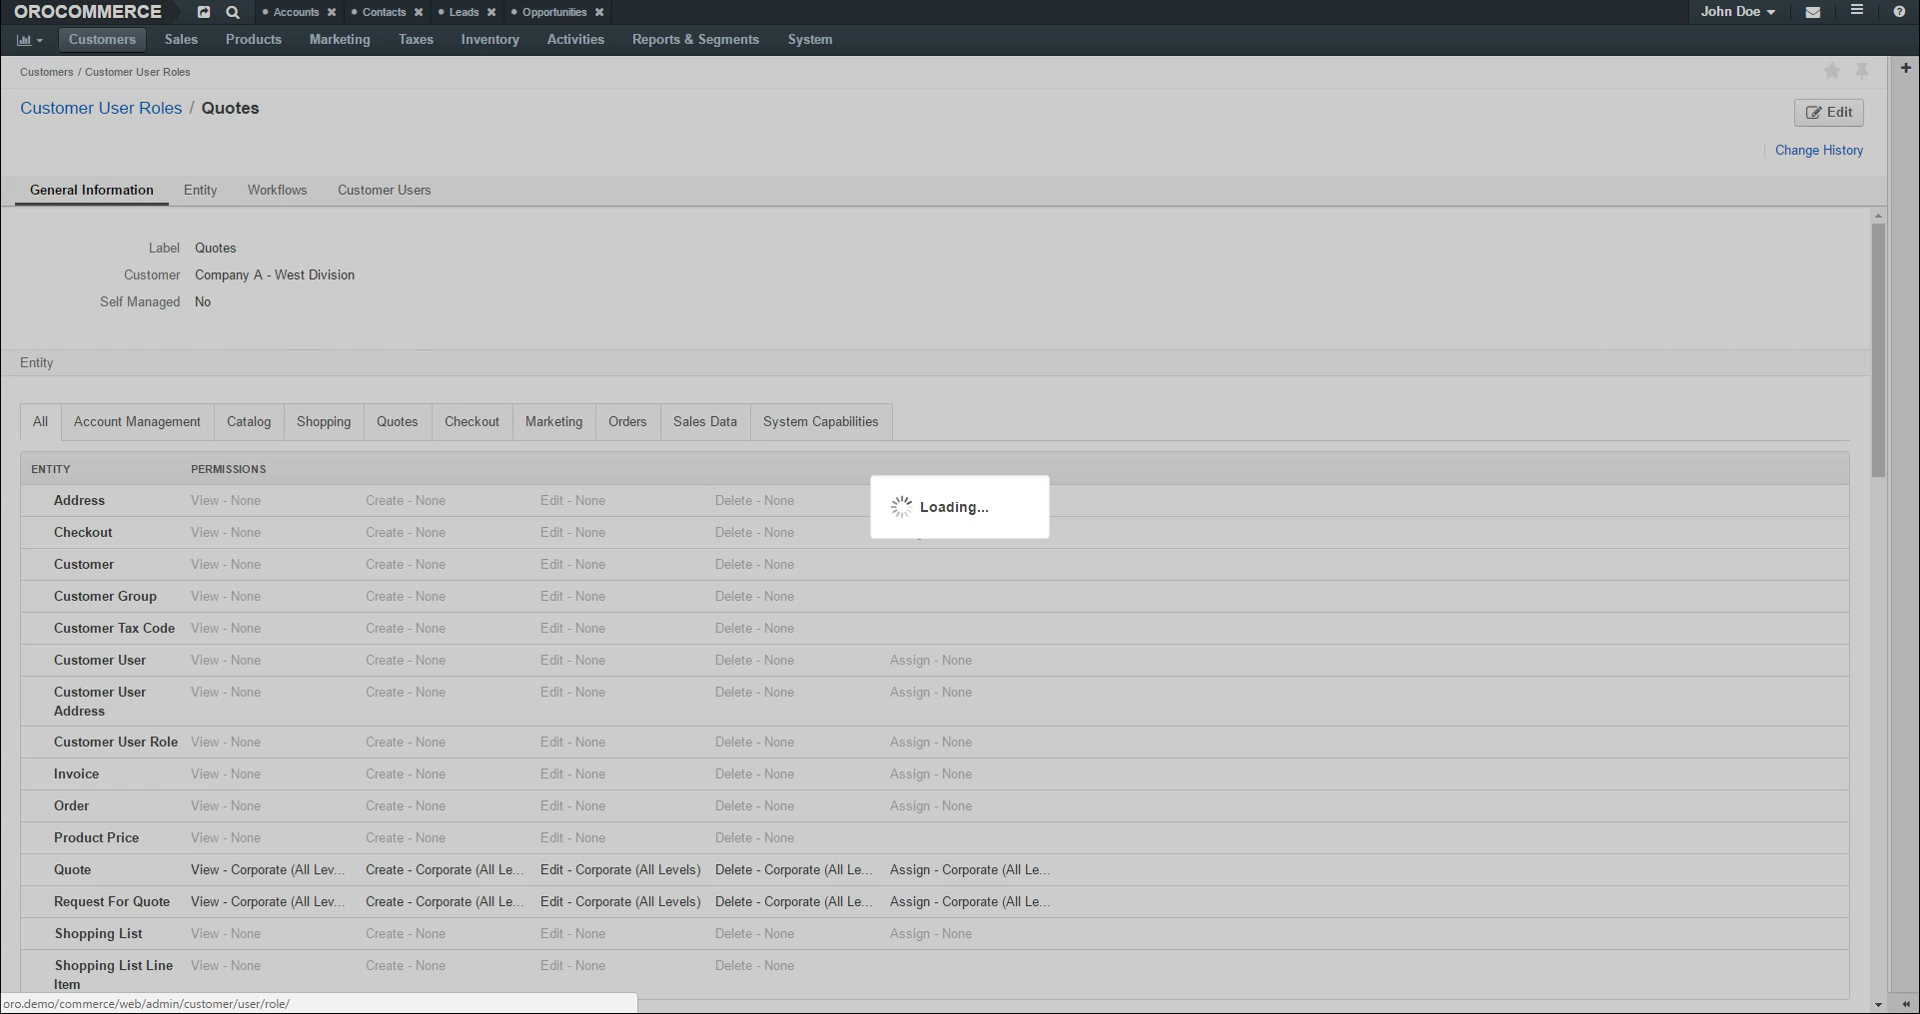 OROCOMMERCE
Accounts
Contacts
Leads
Opportunities
John Doe
Customers
Sales
Products
Marketing
Taxes
Inventory
Activities
Reports & Segments
System
Customers / Customer User Roles
Customer User Roles / Quotes
Edit
Change History
General Information
Entity
Workflows
Customer Users
Label Quotes
Customer Company A - West Division
Self Managed No
Entity
All
Account Management
Catalog
Shopping
Quotes
Checkout
Marketing
Orders
Sales Data
System Capabilities
ENTITY PERMISSIONS
Address View - None Create - None Edit - None Delete - None
Loading...
Checkout View - None Create - None Edit - None Delete - None
Customer View - None Create - None Edit - None Delete - None
Customer Group View - None Create - None Edit - None Delete - None
Customer Tax Code View - None Create - None Edit - None Delete - None
Customer User View - None Create - None Edit - None Delete - None Assign - None
Customer User View - None Create - None Edit - None Delete - None Assign - None
Address
Customer User Role View - None Create - None Edit - None Delete - None Assign - None
Invoice View - None Create - None Edit - None Delete - None Assign - None
Order View - None Create - None Edit - None Delete - None Assign - None
Product Price View - None Create - None Edit - None Delete - None
Quote View - Corporate (All Lev... Create - Corporate (All Le... Edit - Corporate (All Levels) Delete - Corporate (All Le... Assign - Corporate (All Le...
Request For Quote View - Corporate (All Lev... Create - Corporate (All Le... Edit - Corporate (All Levels) Delete - Corporate (All Le... Assign - Corporate (All Le...
Shopping List View - None Create - None Edit - None Delete - None Assign - None
Shopping List Line View - None Create - None Edit - None Delete - None
Item
oro.demo/commerce/web/admin/customer/user/role/